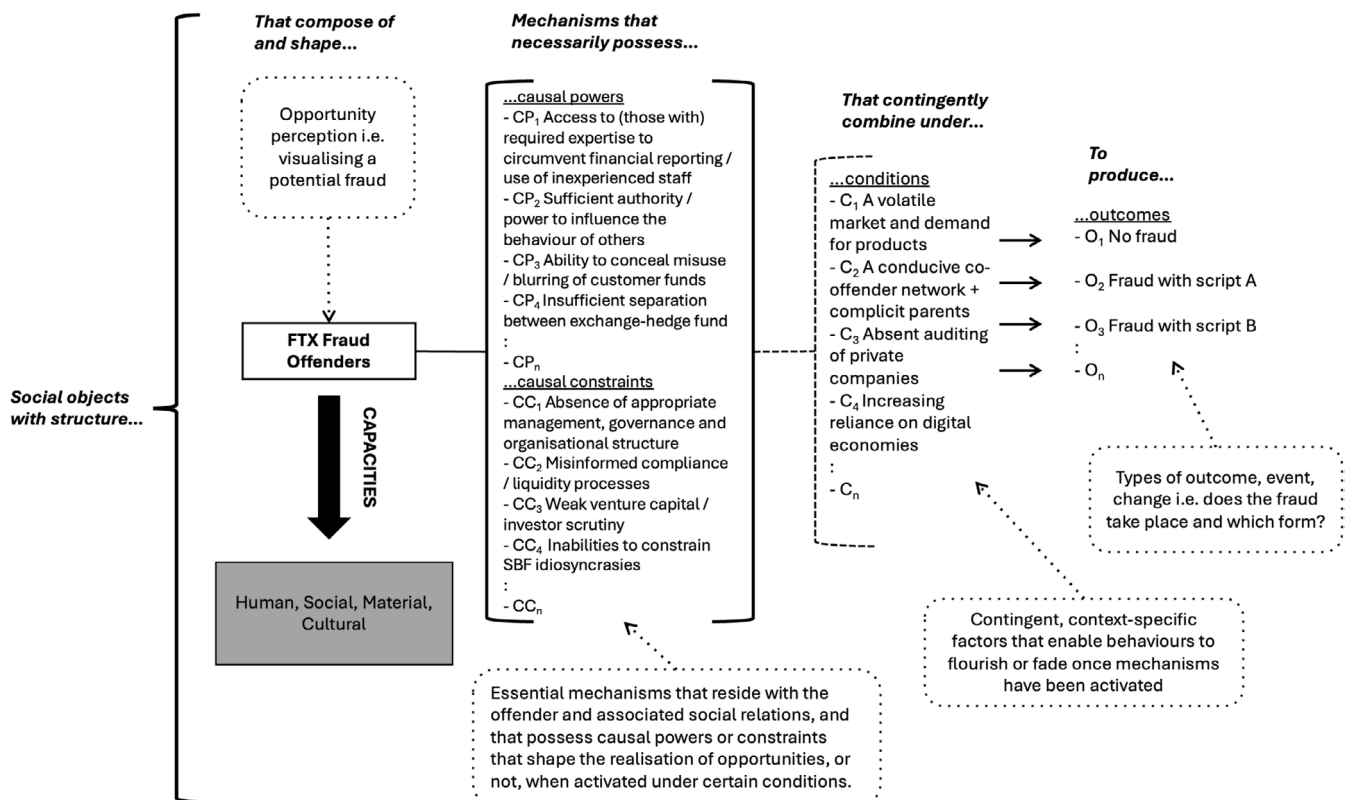 That compose of
and shape...
Mechanisms that
necessarily possess...
That contingently
combine under...
To
produce...
Social objects
with structure...
Opportunity
perception i.e.
visualising a
potential fraud
FTX Fraud
Offenders
CAPACITIES
Human, Social, Material,
Cultural
...causal powers
- CP₁ Access to (those with)
required expertise to
circumvent financial reporting /
use of inexperienced staff
- CP₂ Sufficient authority /
power to influence the
behaviour of others
- CP₃ Ability to conceal misuse
/ blurring of customer funds
- CP₄ Insufficient separation
between exchange-hedge fund
:
- CPₙ
...causal constraints
- CC₁ Absence of appropriate
management, governance and
organisational structure
- CC₂ Misinformed compliance
/ liquidity processes
- CC₃ Weak venture capital /
investor scrutiny
- CC₄ Inabilities to constrain
SBF idiosyncrasies
:
- CCₙ
Essential mechanisms that reside with the
offender and associated social relations, and
that possess causal powers or constraints
that shape the realisation of opportunities, or
not, when activated under certain conditions.
...conditions
- C₁ A volatile
market and demand
for products
- C₂ A conducive co-
offender network +
complicit parents
- C₃ Absent auditing
of private
companies
- C₄ Increasing
reliance on digital
economies
:
- Cₙ
Contingent, context-specific
factors that enable behaviours to
flourish or fade once mechanisms
have been activated
...outcomes
- O₁ No fraud
- O₂ Fraud with script A
- O₃ Fraud with script B
:
- Oₙ
Types of outcome, event,
change i.e. does the fraud
take place and which form?